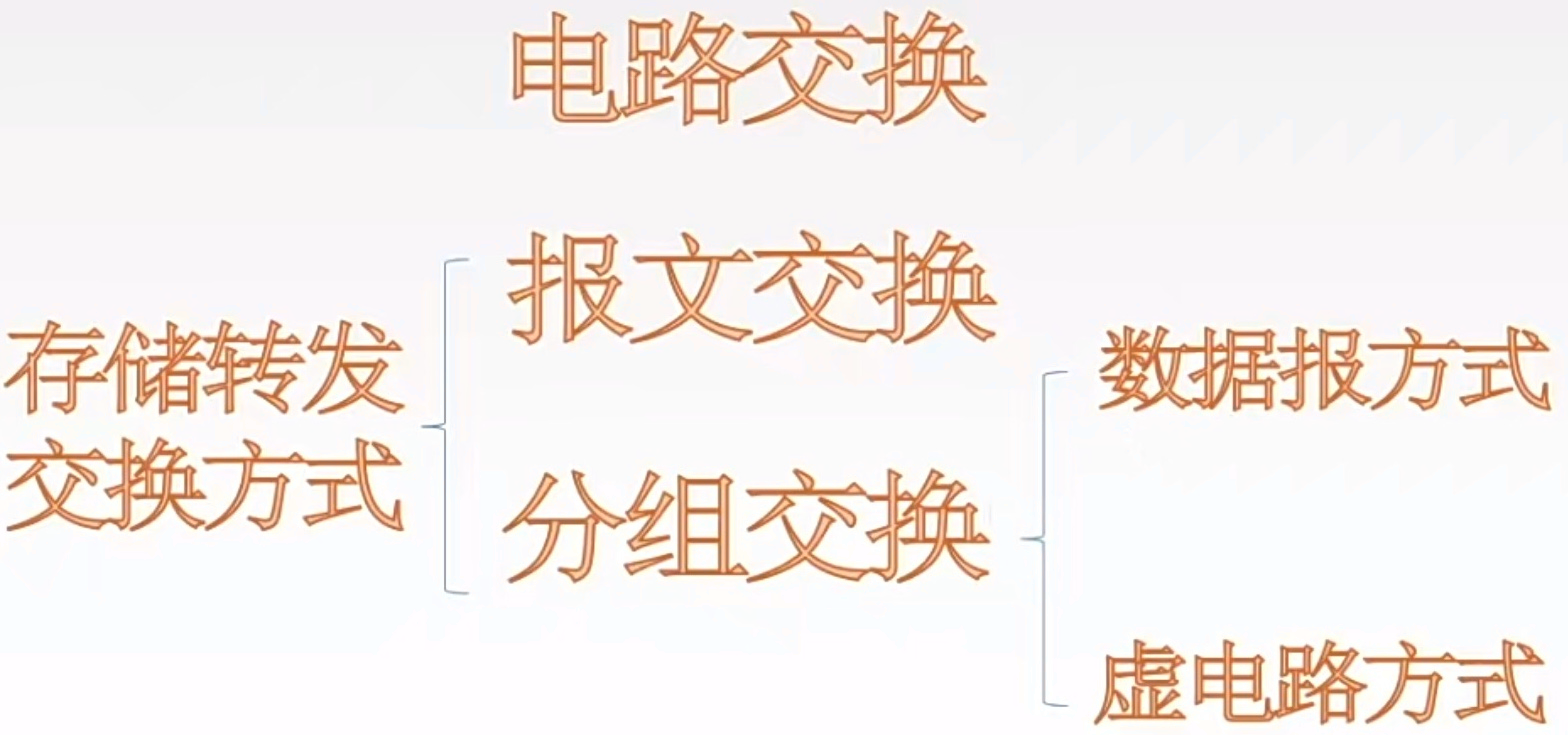 电路交换
报文交换
存储转发
交换方式
分组交换
数据报方式
虚电路方式